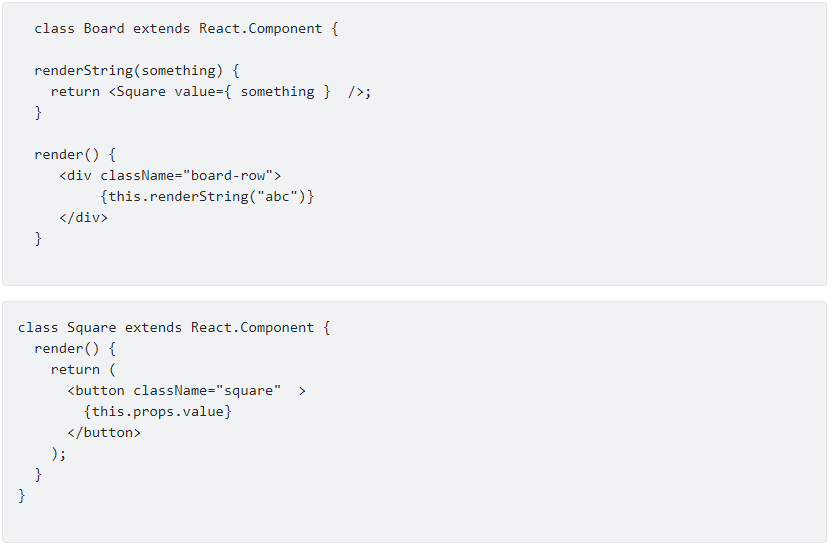 class Board extends React.Component {
renderString(something) {
return <Square value={ something }  />;
}
render() {
<div className="board-row">
{this.renderString("abc")}
</div>
}
class Square extends React.Component {
render() {
return (
<button className="square"  >
{this.props.value}
</button>
);
}
}